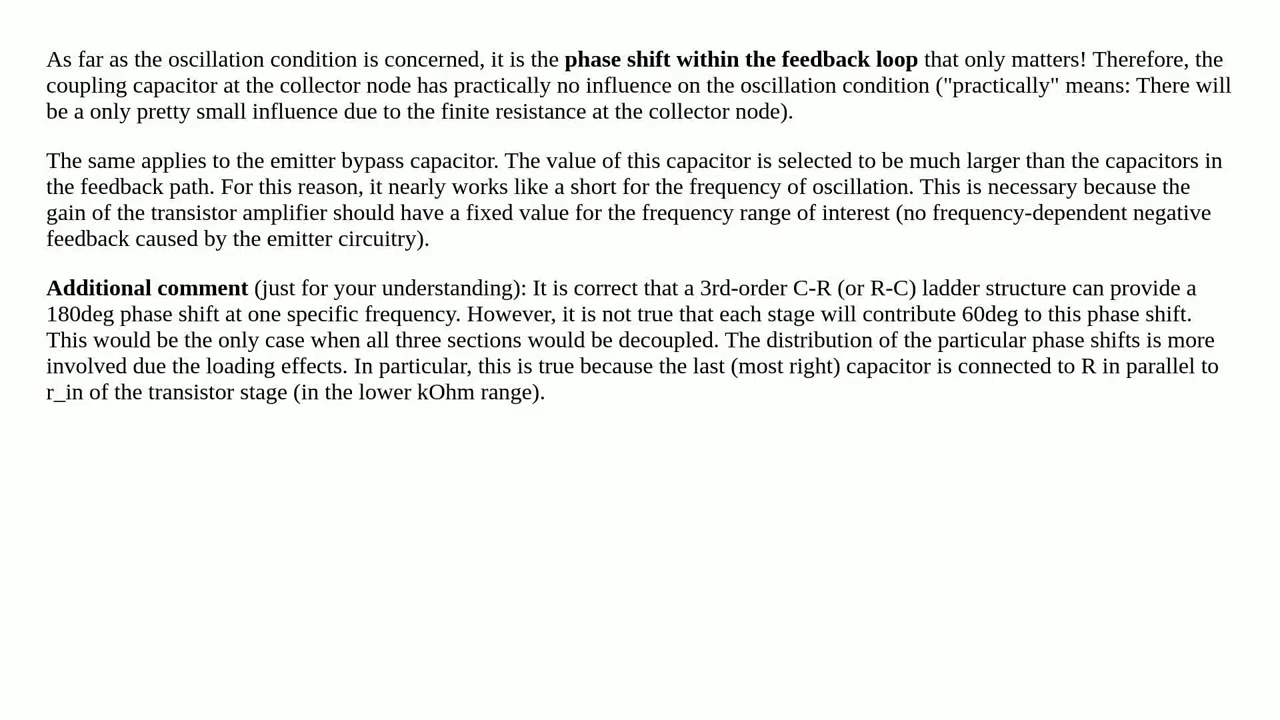 As far as the oscillation condition is concerned, it is the phase shift within the feedback loop that only matters! Therefore, the
coupling capacitor at the collector node has practically no influence on the oscillation condition ("practically" means: There will
be a only pretty small influence due to the finite resistance at the collector node).
The same applies to the emitter bypass capacitor. The value of this capacitor is selected to be much larger than the capacitors in
the feedback path. For this reason, it nearly works like a short for the frequency of oscillation. This is necessary because the
gain of the transistor amplifier should have a fixed value for the frequency range of interest (no frequency-dependent negative
feedback caused by the emitter circuitry).
Additional comment (just for your understanding): It is correct that a 3rd-order C-R (or R-C) ladder structure can provide a
180deg phase shift at one specific frequency. However, it is not true that each stage will contribute 60deg to this phase shift.
This would be the only case when all three sections would be decoupled. The distribution of the particular phase shifts is more
involved due the loading effects. In particular, this is true because the last (most right) capacitor is connected to R in parallel to
r_in of the transistor stage (in the lower kOhm range).